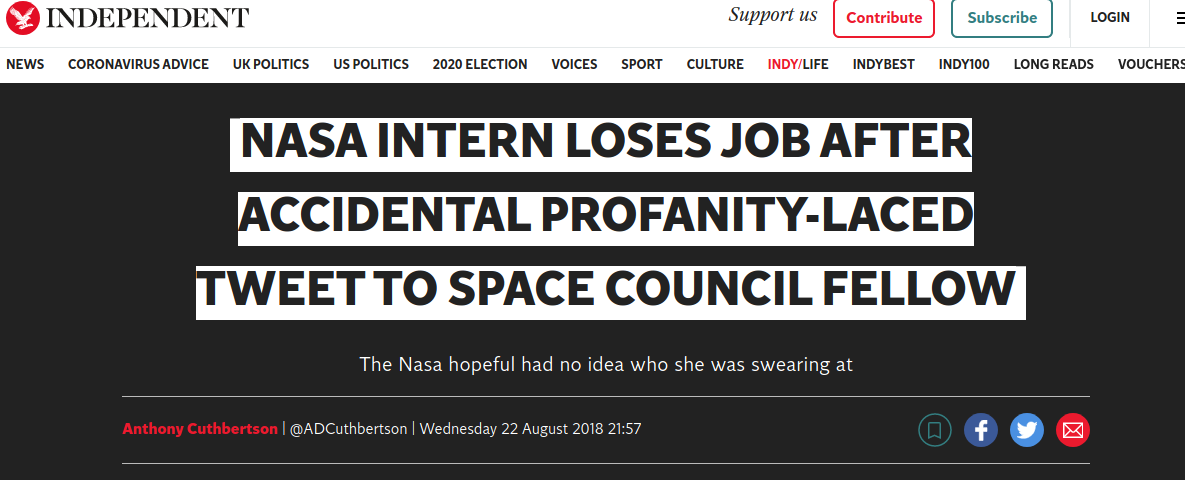 INDEPENDENT
Support us
Contribute
Subscribe
LOGIN
NEWS CORONAVIRUS ADVICE UK POLITICS US POLITICS 2020 ELECTION VOICES SPORT CULTURE INDY/LIFE INDYBEST INDY100 LONG READS VOUCHERS
NASA INTERN LOSES JOB AFTER
ACCIDENTAL PROFANITY-LACED
TWEET TO SPACE COUNCIL FELLOW
The Nasa hopeful had no idea who she was swearing at
Anthony Cuthbertson | @ADCuthbertson | Wednesday 22 August 2018 21:57